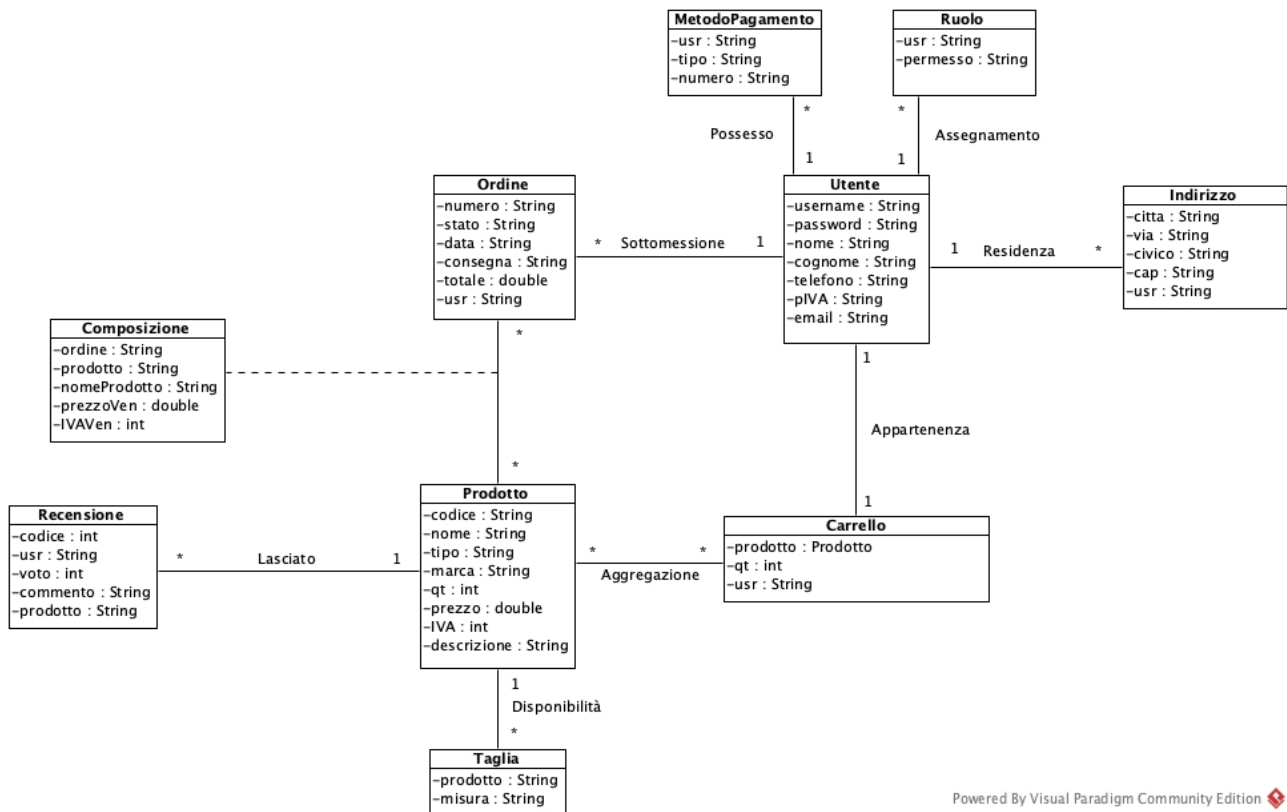 MetodoPagamento
-usr : String
-tipo : String
-numero : String
Ruolo
-usr : String
-permesso : String
*
*
Possesso
Assegnamento
1
1
Ordine
-numero : String
-stato : String
-data : String
-consegna : String
-totale : double
-usr : String
* Sottomessione 1
Utente
-username : String
-password : String
-nome : String
-cognome : String
-telefono : String
-pIVA : String
-email : String
1 Residenza *
Indirizzo
-citta : String
-via : String
-civico : String
-cap : String
-usr : String
Composizione
-ordine : String
-prodotto : String
-nomeProdotto : String
-prezzoVen : double
-IVAVen : int
*
*
1
Appartenenza
1
Recensione
-codice : int
-usr : String
-voto : int
-commento : String
-prodotto : String
* Lasciato 1
Prodotto
-codice : String
-nome : String
-tipo : String
-marca : String
-qt : int
-prezzo : double
-IVA : int
-descrizione : String
* *
Aggregazione
Carrello
-prodotto : Prodotto
-qt : int
-usr : String
1
Disponibilità
*
Taglia
-prodotto : String
-misura : String
Powered By Visual Paradigm Community Edition